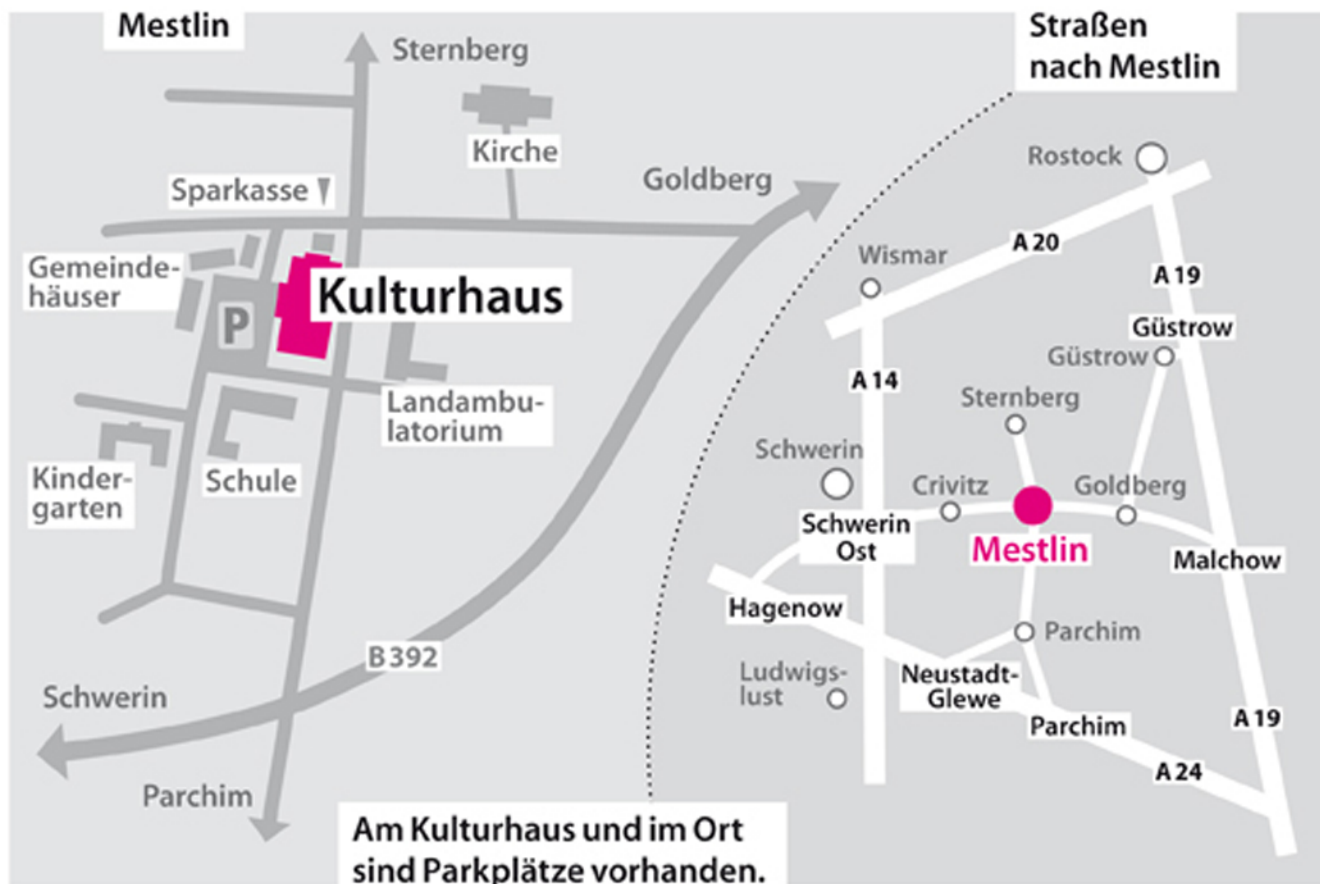 Mestlin
Sternberg
Kirche
Sparkasse
Goldberg
Gemeinde-
häuser
P
Kulturhaus
Landambu-
latorium
Kinder-
garten
Schule
B 392
Schwerin
Parchim
Am Kulturhaus und im Ort
sind Parkplätze vorhanden.
Straßen
nach Mestlin
Rostock
A 20
Wismar
A 19
Güstrow
Güstrow
A 14
Sternberg
Schwerin
Crivitz
Goldberg
Schwerin
Ost
Mestlin
Malchow
Hagenow
Parchim
Ludwigs-
lust
Neustadt-
Glewe
Parchim
A 19
A 24